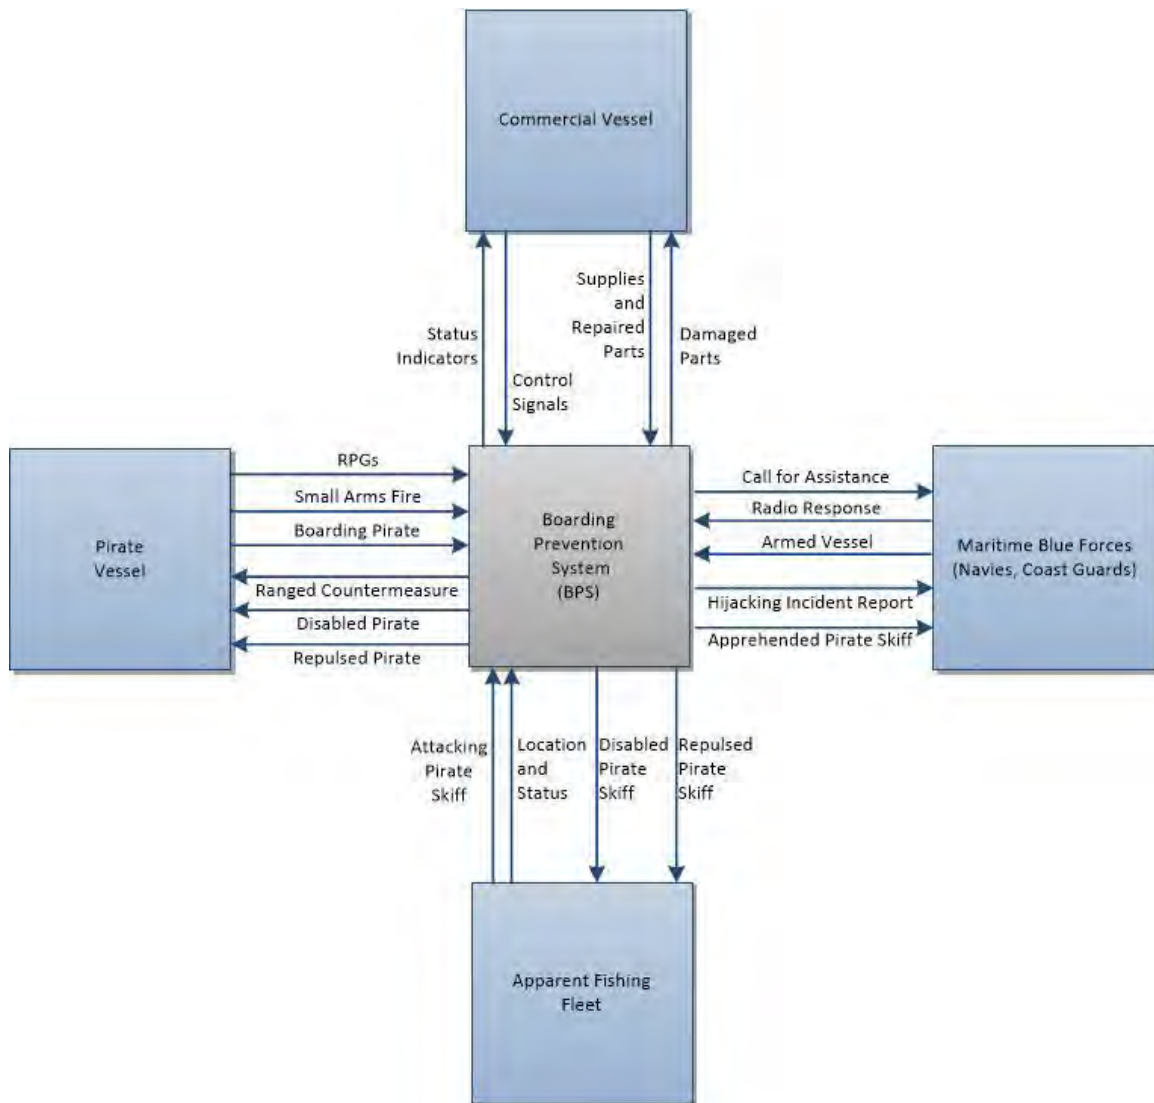 Commercial Vessel
Status
Indicators
Control
Signals
Supplies
and
Repaired
Parts
Damaged
Parts
Pirate
Vessel
RPGs
Small Arms Fire
Boarding Pirate
Ranged Countermeasure
Disabled Pirate
Repulsed Pirate
Boarding
Prevention
System
(BPS)
Call for Assistance
Radio Response
Armed Vessel
Hijacking Incident Report
Apprehended Pirate Skiff
Maritime Blue Forces
(Navies, Coast Guards)
Attacking
Pirate
Skiff
Location
and
Status
Disabled
Pirate
Skiff
Repulsed
Pirate
Skiff
Apparent Fishing
Fleet